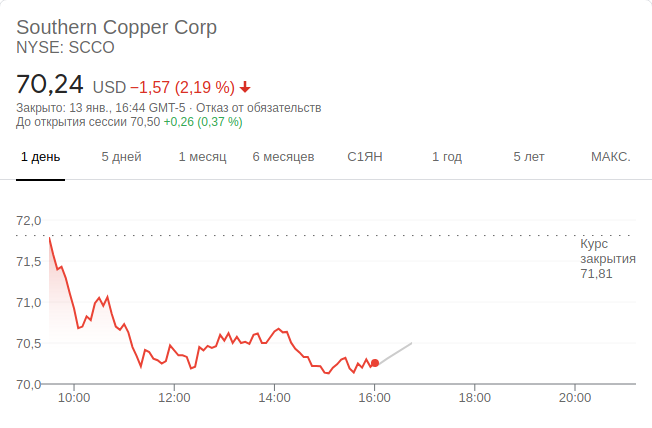 Southern Copper Corp
NYSE: SCCO
70,24 USD −1,57 (2,19 %)
Закрыто: 13 янв., 16:44 GMT-5 · Отказ от обязательств
До открытия сессии 70,50 +0,26 (0,37 %)
1 день 5 дней 1 месяц 6 месяцев С1ЯН 1 год 5 лет МАКС.
72,0
Курс
закрытия
71,81
71,5
71,0
70,5
70,0
10:00 12:00 14:00 16:00 18:00 20:00